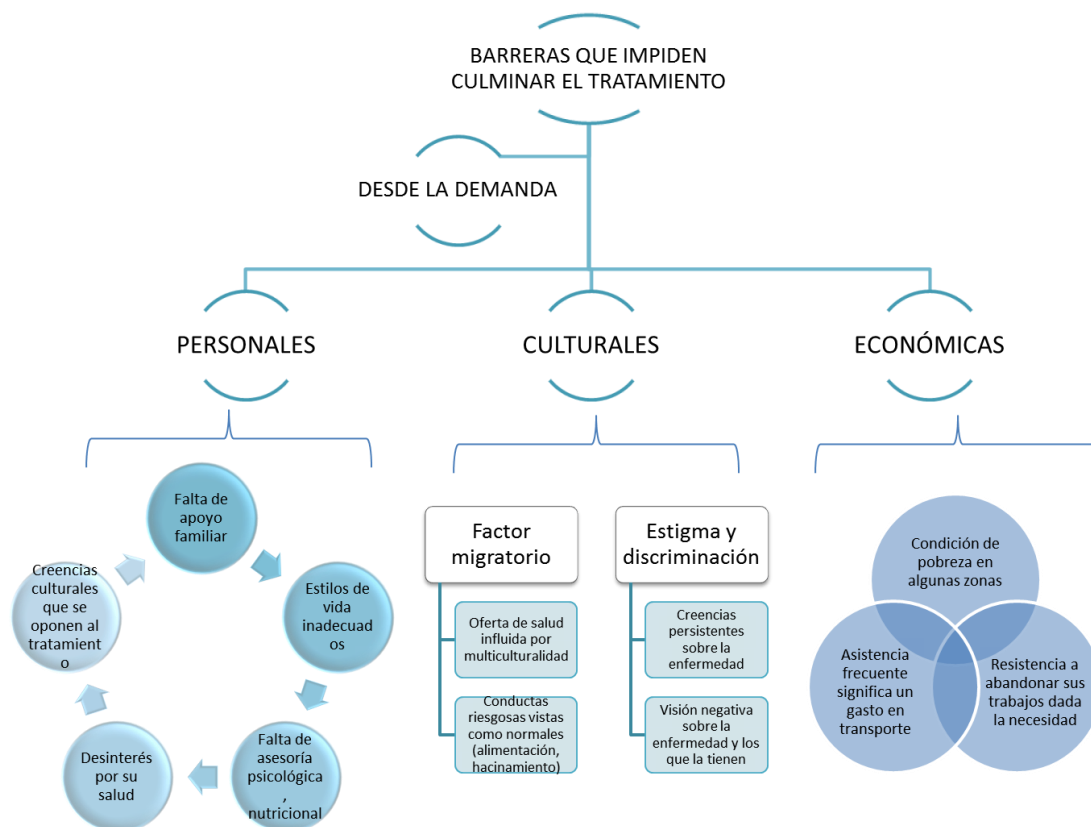 BARRERAS QUE IMPIDEN
CULMINAR EL TRATAMIENTO
DESDE LA DEMANDA
PERSONALES
CULTURALES
ECONÓMICAS
Falta de
apoyo
familiar
Estilos de
vida
inadecuad
os
Falta de
asesoría
psicológica
,
nutricional
Desinterés
por su
salud
Creencias
culturales
que se
oponen al
tratamient
o
Factor
migratorio
Oferta de salud
influida por
multiculturalidad
Conductas
riesgosas vistas
como normales
(alimentación,
hacinamiento)
Estigma y
discriminación
Creencias
persistentes
sobre la
enfermedad
Visión negativa
sobre la
enfermedad y los
que la tienen
Condición de
pobreza en
algunas zonas
Asistencia
frecuente
significa un
gasto en
transporte
Resistencia a
abandonar sus
trabajos dada la
necesidad